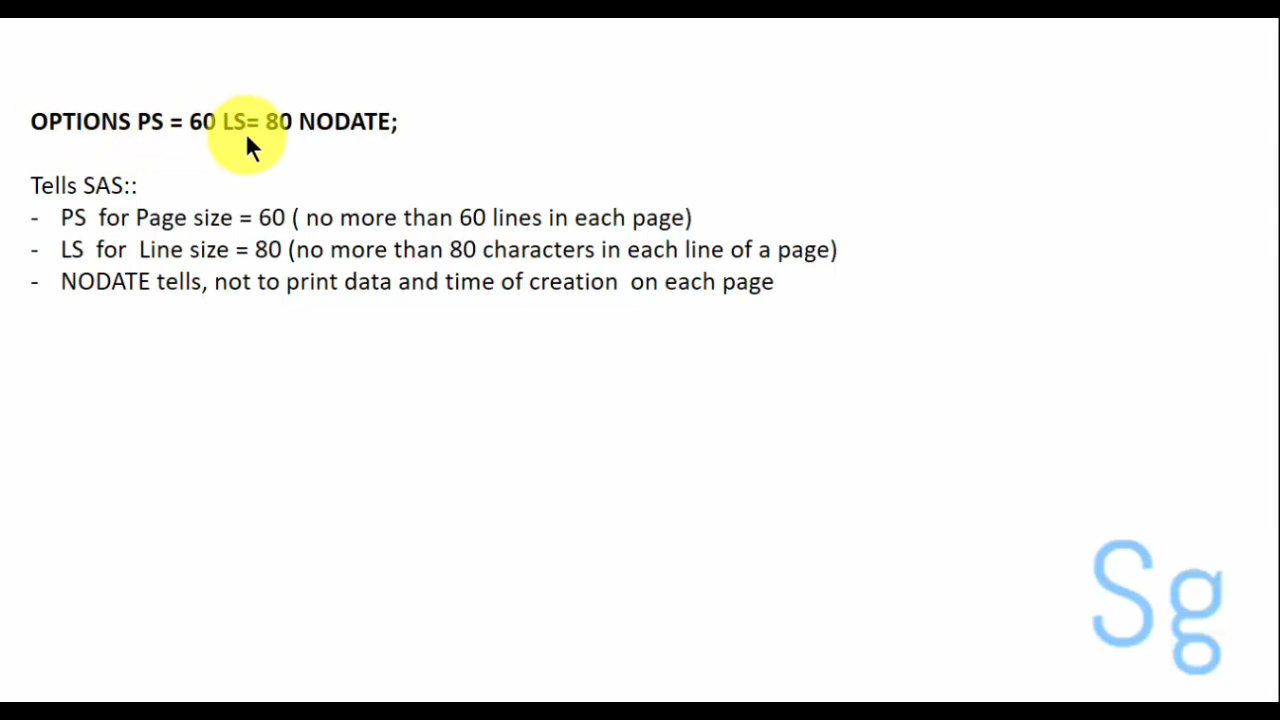 OPTIONS PS = 60 LS= 80 NODATE;
Tells SAS::
- PS for Page size = 60 ( no more than 60 lines in each page)
- LS for Line size = 80 (no more than 80 characters in each line of a page)
- NODATE tells, not to print data and time of creation on each page
Sg